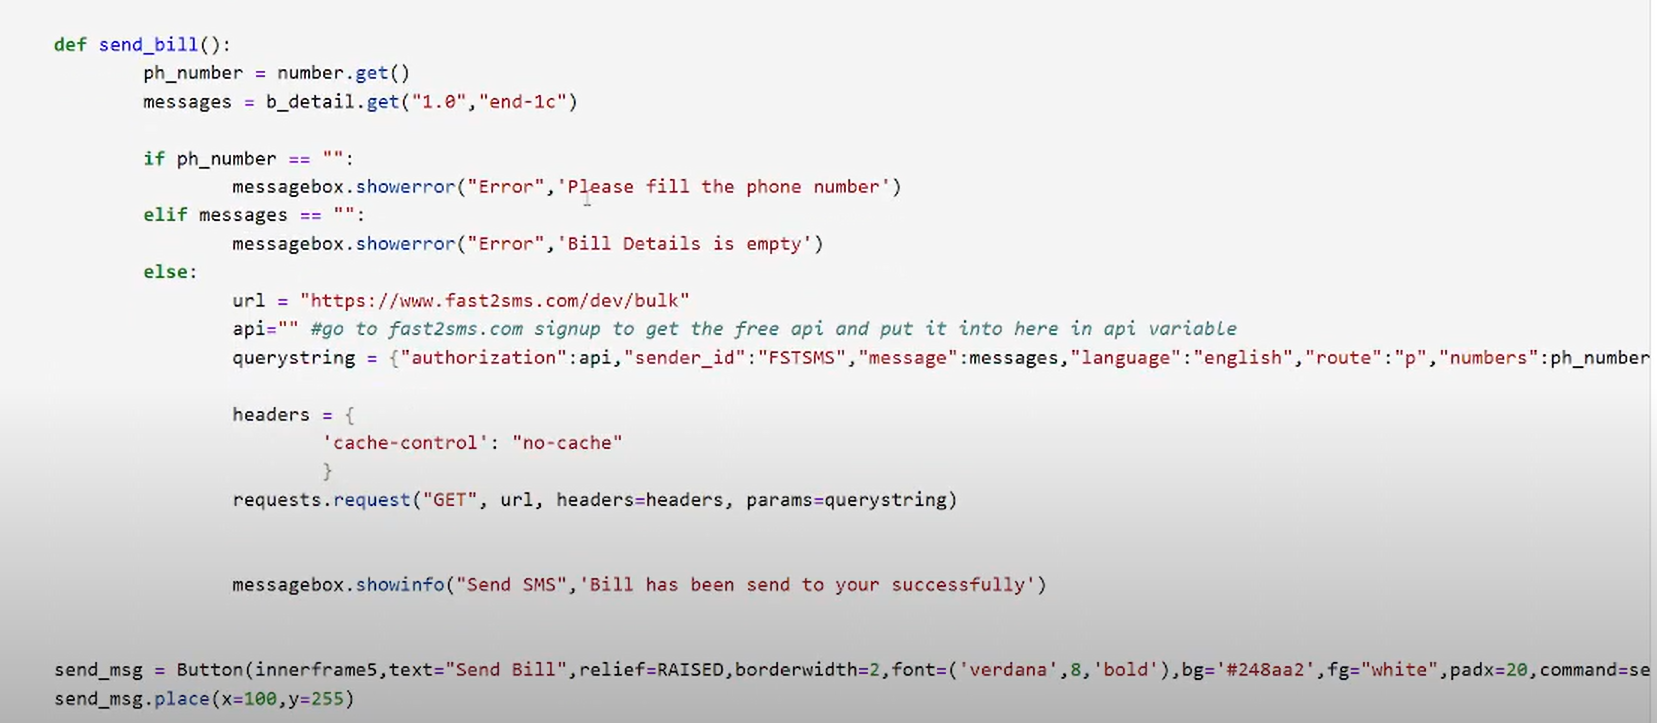 def send_bill():
ph_number = number.get()
messages = b_detail.get("1.0","end-1c")
if ph_number == "":
messagebox.showerror("Error",'Please fill the phone number')
elif messages == "":
messagebox.showerror("Error",'Bill Details is empty')
else:
url = "https://www.fast2sms.com/dev/bulk"
api="" #go to fast2sms.com signup to get the free api and put it into here in api variable
querystring = {"authorization":api,"sender_id":"FSTSMS","message":messages,"language":"english","route":"p","numbers":ph_number
headers = {
'cache-control': "no-cache"
}
requests.request("GET", url, headers=headers, params=querystring)
messagebox.showinfo("Send SMS",'Bill has been send to your successfully')
send_msg = Button(innerframe5,text="Send Bill",relief=RAISED,borderwidth=2,font=('verdana',8,'bold'),bg='#248aa2',fg="white",padx=20,command=se
send_msg.place(x=100,y=255)